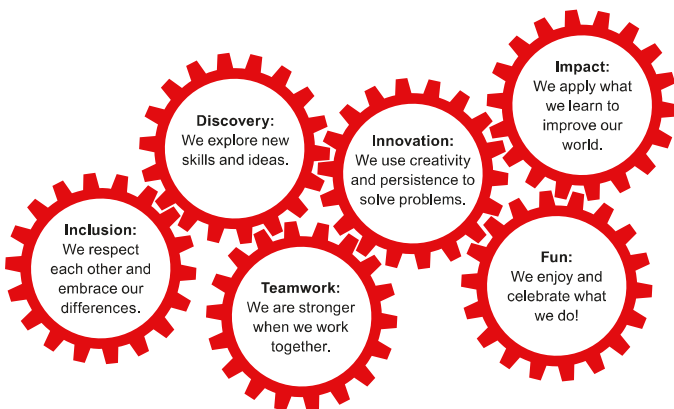 Impact:
We apply what
we learn to
improve our
world.
Discovery:
We explore new
skills and ideas.
Innovation:
We use creativity
and persistence to
solve problems.
Inclusion:
We respect
each other and
embrace our
differences.
Teamwork:
We are stronger
when we work
together.
Fun:
We enjoy and
celebrate what
we do!